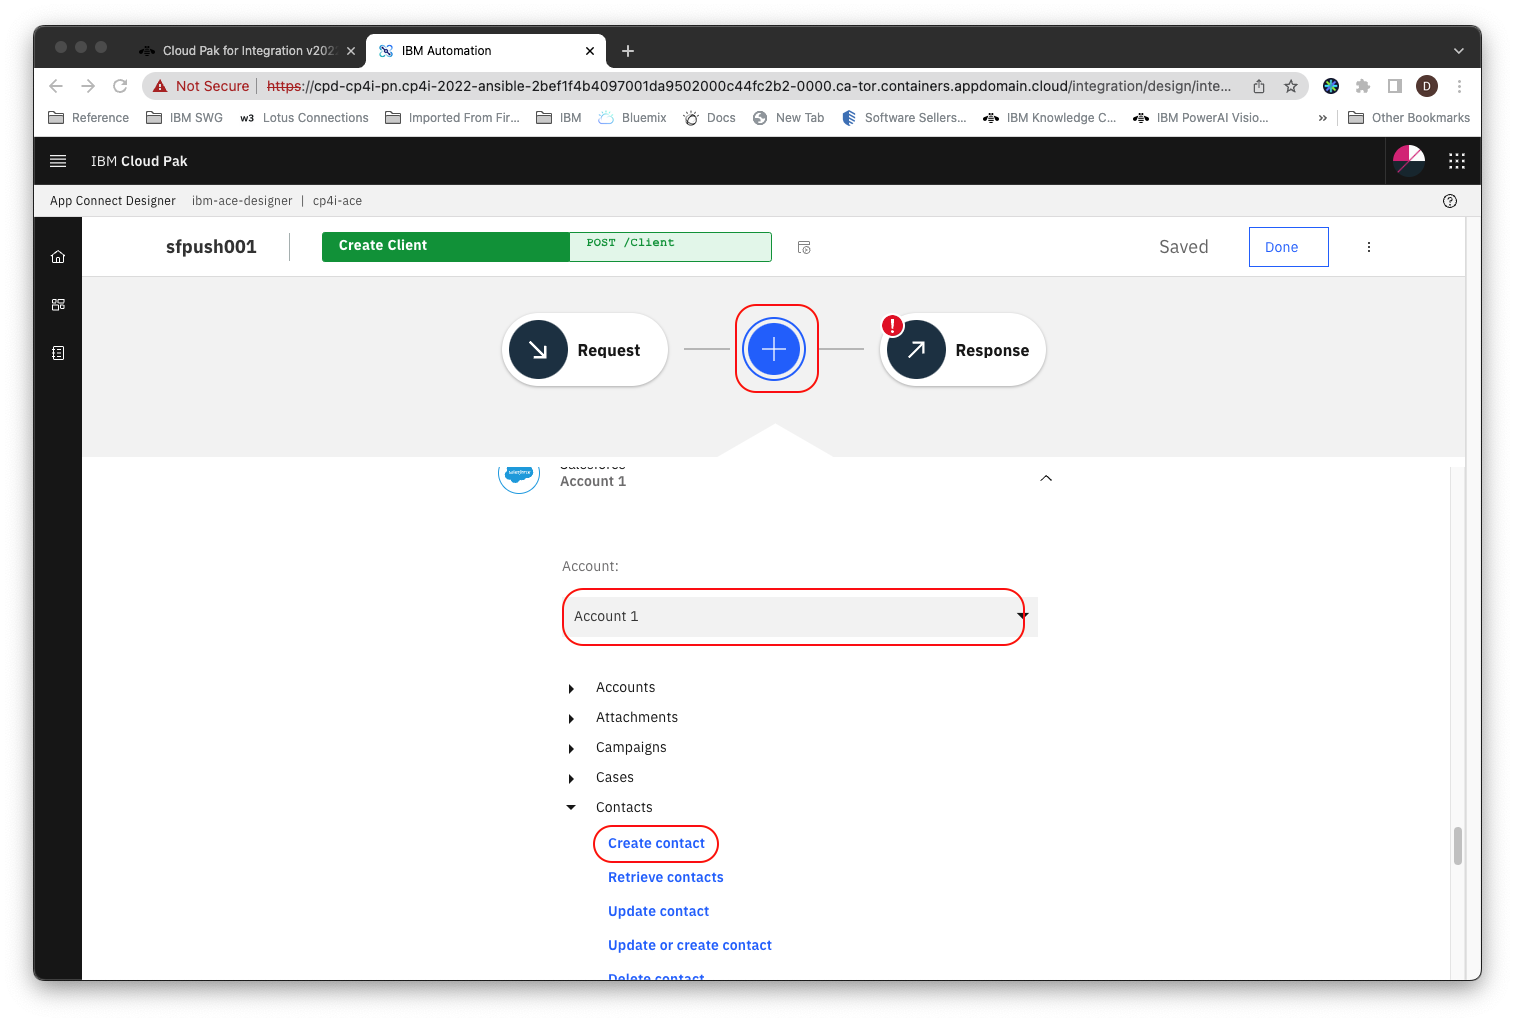 Cloud Pak for Integration v202
IBM Automation
Not Secure
https://cpd-cp4i-pn.cp4i-2022-ansible-2bef1f4b4097001da9502000c44fc2b2-0000.ca-tor.containers.appdomain.cloud/integration/design/inte...
D
Reference
IBM SWG
w3 Lotus Connections
Imported From Fir...
IBM
Bluemix
Docs
New Tab
Software Sellers...
IBM Knowledge C...
IBM PowerAI Visio...
»
Other Bookmarks
IBM Cloud Pak
App Connect Designer ibm-ace-designer | cp4i-ace
sfpush001
Create Client
POST /Client
Saved
Done
Request
!
Response
salesforce
Salesforce
Account 1
Account:
Account 1
Accounts
Attachments
Campaigns
Cases
Contacts
Create contact
Retrieve contacts
Update contact
Update or create contact
Delete contact